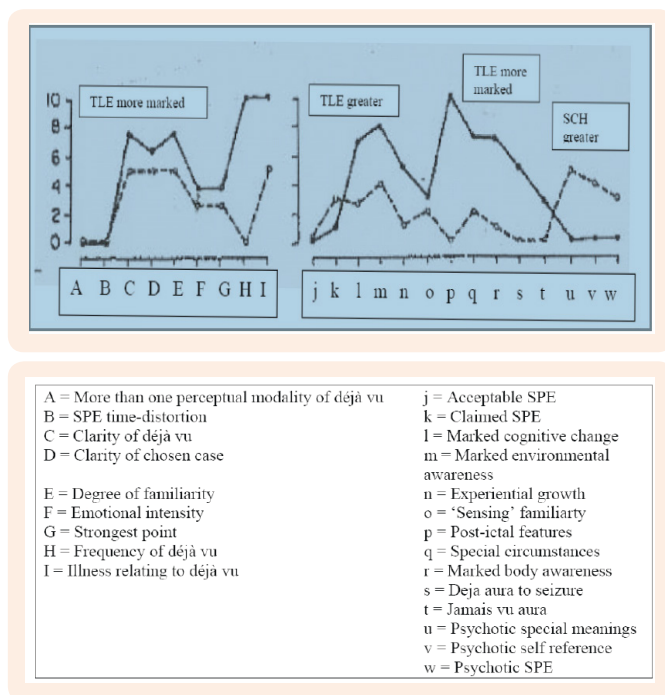 TLE more marked
TLE greater
TLE more
marked
SCH
greater
10
8
6
4
2
0
A B C D E F G H I
j k l m n o p q r s t u v w
A = More than one perceptual modality of déjà vu
B = SPE time-distortion
C = Clarity of déjà vu
D = Clarity of chosen case
E = Degree of familiarity
F = Emotional intensity
G = Strongest point
H = Frequency of déjà vu
I = Illness relating to déjà vu
j = Acceptable SPE
k = Claimed SPE
l = Marked cognitive change
m = Marked environmental
awareness
n = Experiential growth
o = ‘Sensing’ familiarty
p = Post-ictal features
q = Special circumstances
r = Marked body awareness
s = Deja aura to seizure
t = Jamais vu aura
u = Psychotic special meanings
v = Psychotic self reference
w = Psychotic SPE